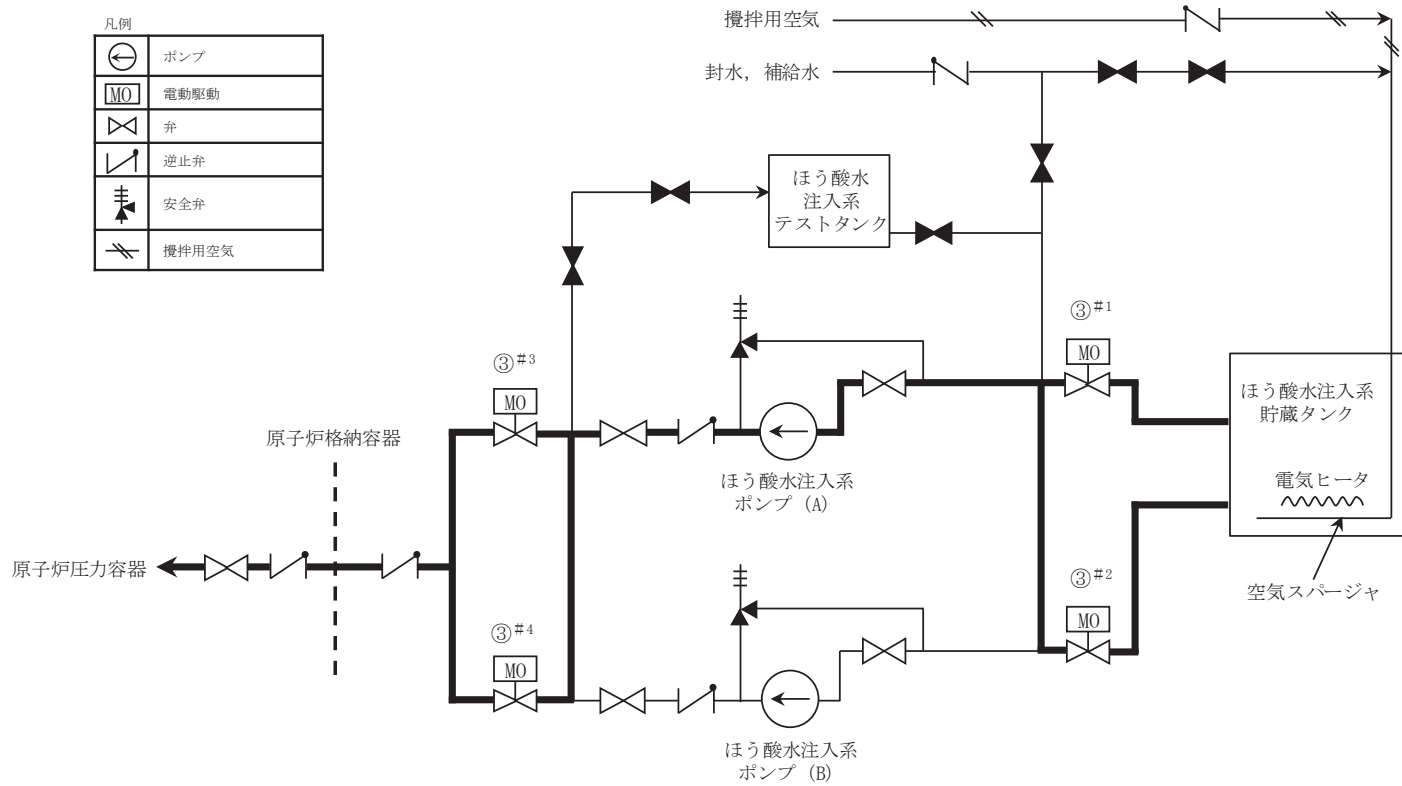 凡例
ポンプ
MO
電動駆動
弁
逆止弁
安全弁
攪拌用空気
攪拌用空気
封水，補給水
ほう酸水
注入系
テストタンク
③#1
MO
③#3
MO
ほう酸水注入系
貯蔵タンク
電気ヒータ
原子炉格納容器
ほう酸水注入系
ポンプ (A)
原子炉圧力容器
③#2
MO
空気スパージャ
③#4
MO
ほう酸水注入系
ポンプ (B)